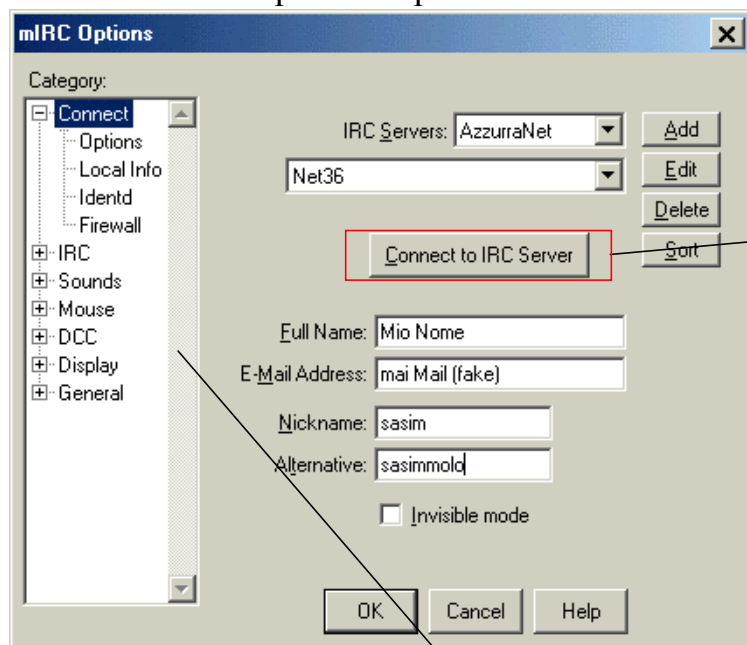 mIRC Options
Category:
Connect
Options
Local Info
Identd
Firewall
IRC
Sounds
Mouse
DCC
Display
General
IRC Servers: AzzurraNet
Add
Net36
Edit
Delete
Connect to IRC Server
Sort
Full Name: Mio Nome
E-Mail Address: mai Mail (fake)
Nickname: sasim
Alternative: sasimmolo
Invisible mode
OK Cancel Help